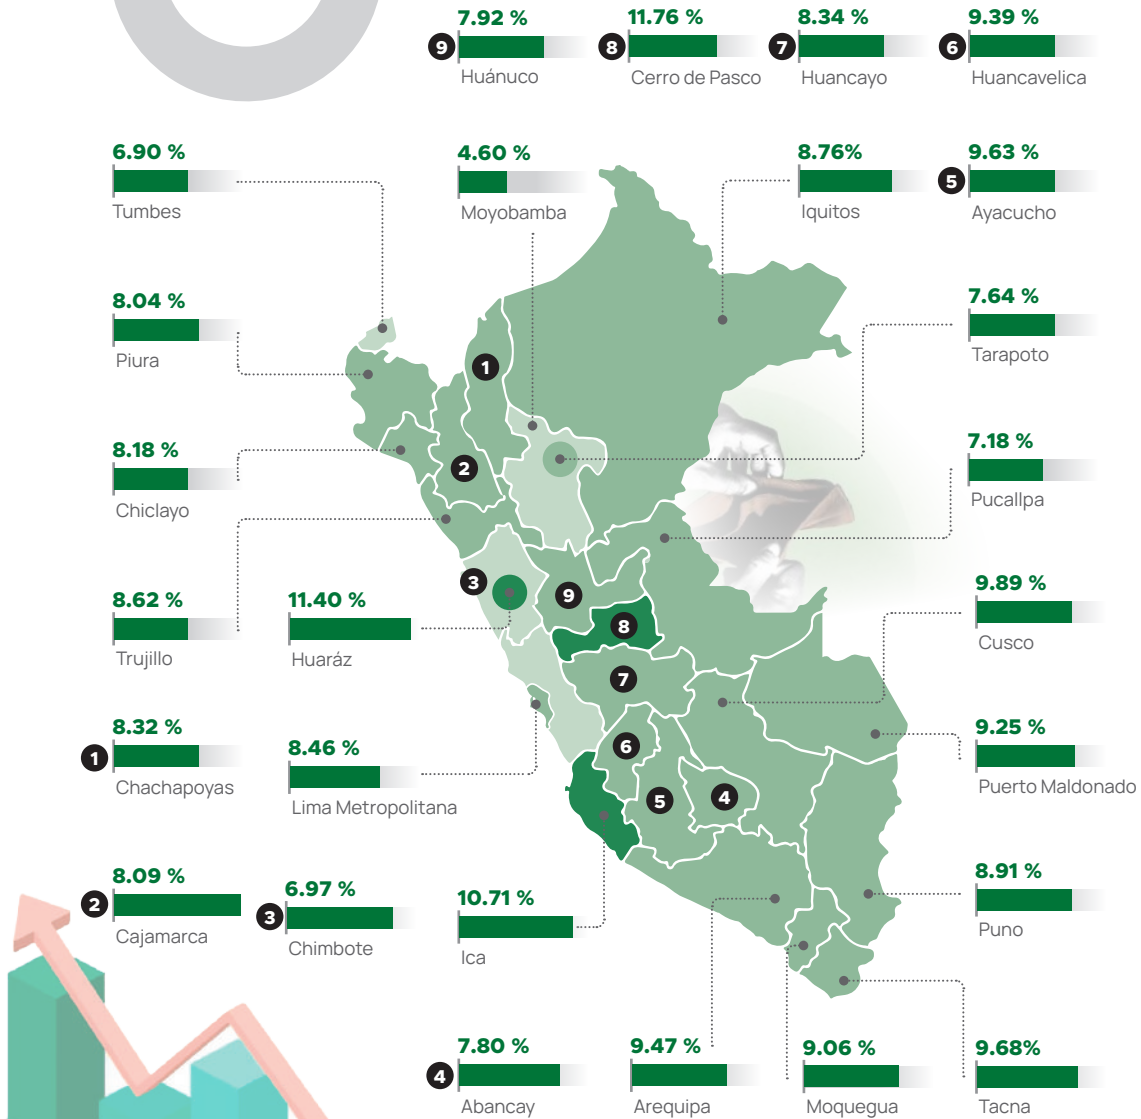 7.92 %
9
Huánuco
11.76 %
8
Cerro de Pasco
8.34 %
7
Huancayo
9.39 %
6
Huancavelica
6.90 %
Tumbes
4.60 %
Moyobamba
8.76%
Iquitos
9.63 %
5
Ayacucho
8.04 %
Piura
7.64 %
Tarapoto
1
8.18 %
Chiclayo
2
7.18 %
Pucallpa
8.62 %
Trujillo
11.40 %
Huaráz
3
9
8
7
9.89 %
Cusco
8.32 %
1
Chachapoyas
8.46 %
Lima Metropolitana
6
5
4
9.25 %
Puerto Maldonado
8.09 %
2
Cajamarca
6.97 %
3
Chimbote
10.71 %
Ica
8.91 %
Puno
7.80 %
4
Abancay
9.47 %
Arequipa
9.06 %
Moquegua
9.68%
Tacna